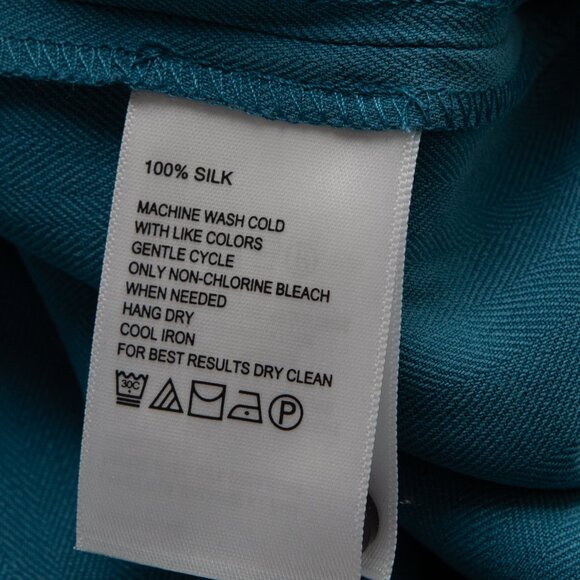 100% SILK
MACHINE WASH COLD
WITH LIKE COLORS
GENTLE CYCLE
ONLY NON-CHLORINE BLEACH
WHEN NEEDED
HANG DRY
COOL IRON
FOR BEST RESULTS DRY CLEAN
30C P